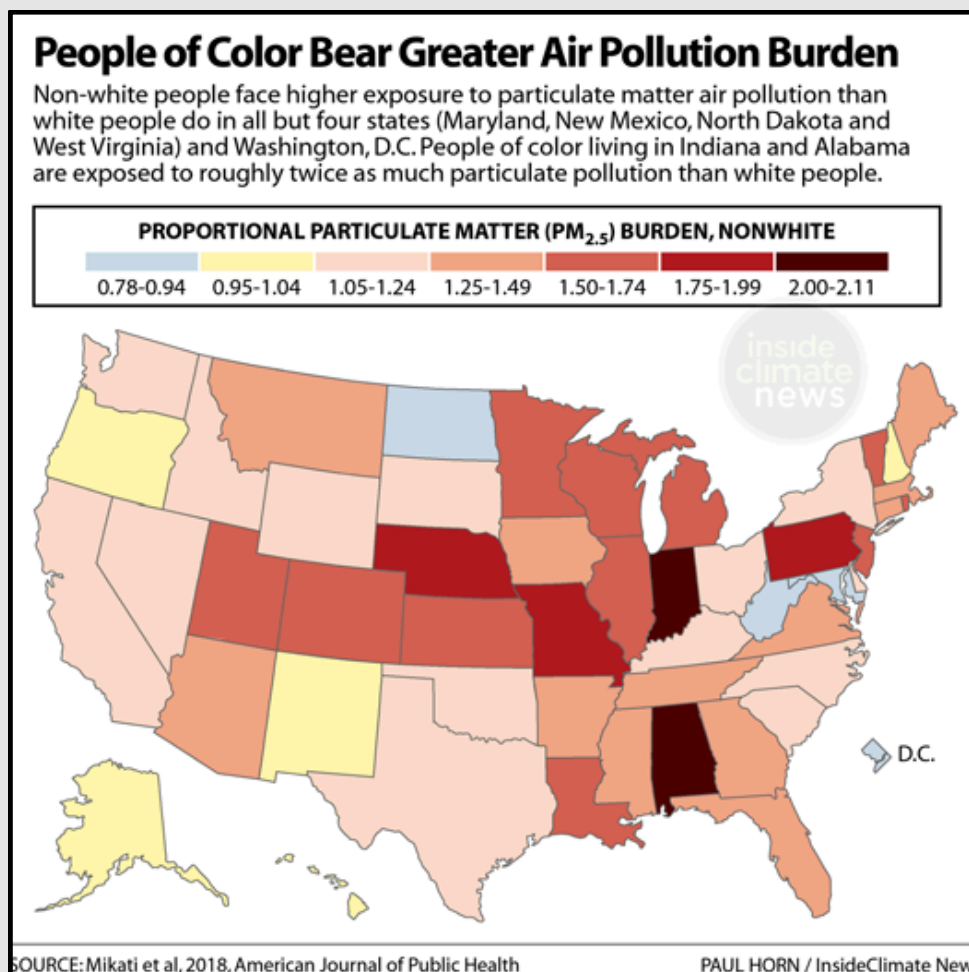 People of Color Bear Greater Air Pollution Burden
Non-white people face higher exposure to particulate matter air pollution than
white people do in all but four states (Maryland, New Mexico, North Dakota and
West Virginia) and Washington, D.C. People of color living in Indiana and Alabama
are exposed to roughly twice as much particulate pollution than white people.
PROPORTIONAL PARTICULATE MATTER (PM2.5) BURDEN, NONWHITE
0.78-0.94 0.95-1.04 1.05-1.24 1.25-1.49 1.50-1.74 1.75-1.99 2.00-2.11
inside
climate
news
D.C.
SOURCE: Mikati et al, 2018, American Journal of Public Health PAUL HORN / InsideClimate New